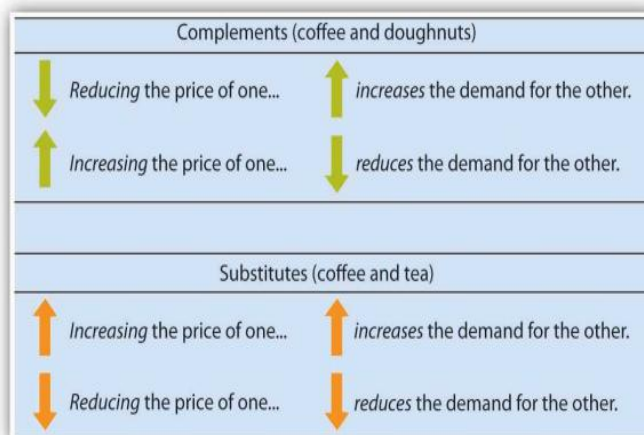 Complements (coffee and doughnuts)
Reducing the price of one... increases the demand for the other.
Increasing the price of one... reduces the demand for the other.
Substitutes (coffee and tea)
Increasing the price of one... increases the demand for the other.
Reducing the price of one... reduces the demand for the other.